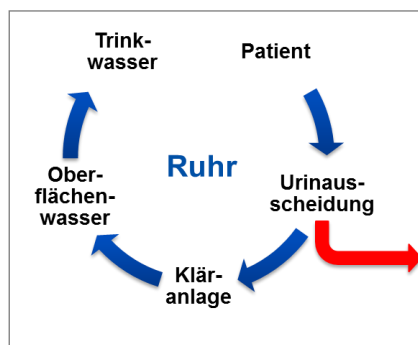 Trink-
wasser
Patient
Ober-
flächen-
wasser
Ruhr
Urinaus-
scheidung
Klär-
anlage